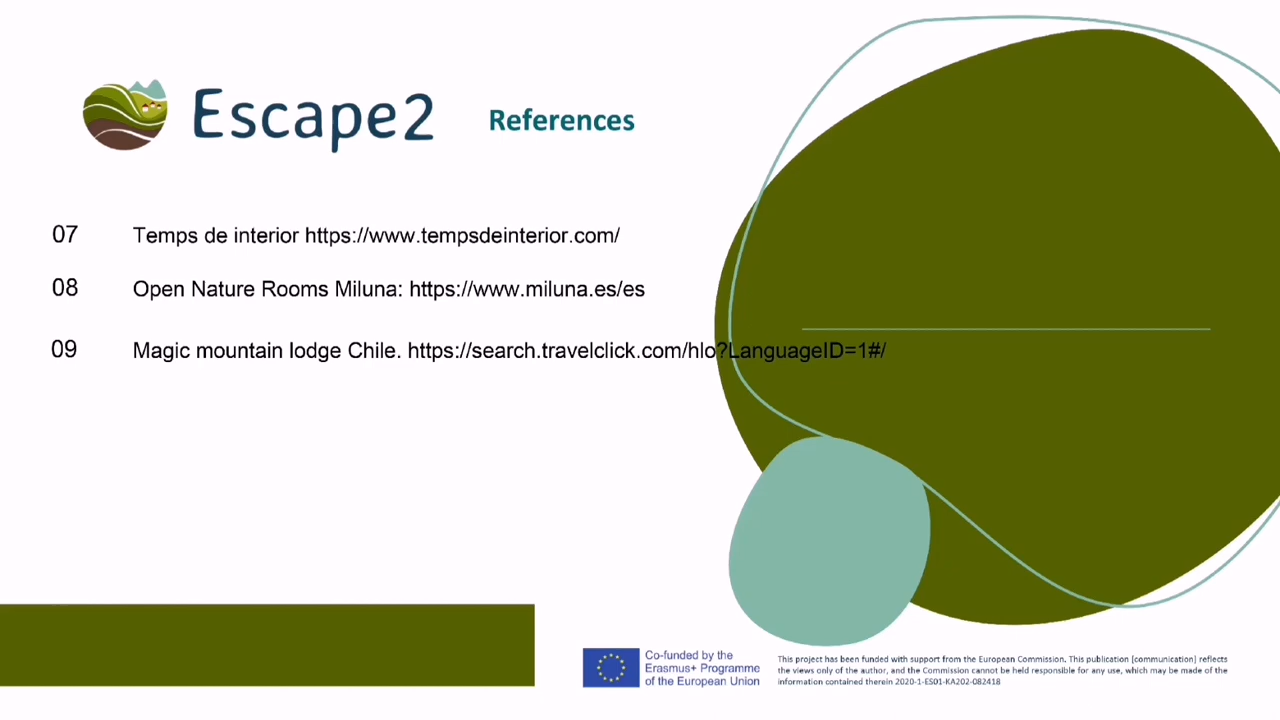 Escape2
References
07 Temps de interior https://www.tempsdeinterior.com/
08 Open Nature Rooms Miluna: https://www.miluna.es/es
09 Magic mountain lodge Chile. https://search.travelclick.com/hlo?LanguageID=1#/
Co-funded by the
Erasmus+ Programme
of the European Union
This project has been funded with support from the European Commission. This publication [communication] reflects
the views only of the author, and the Commission cannot be held responsible for any use, which may be made of the
information contained therein 2020-1-ES01-KA202-082418